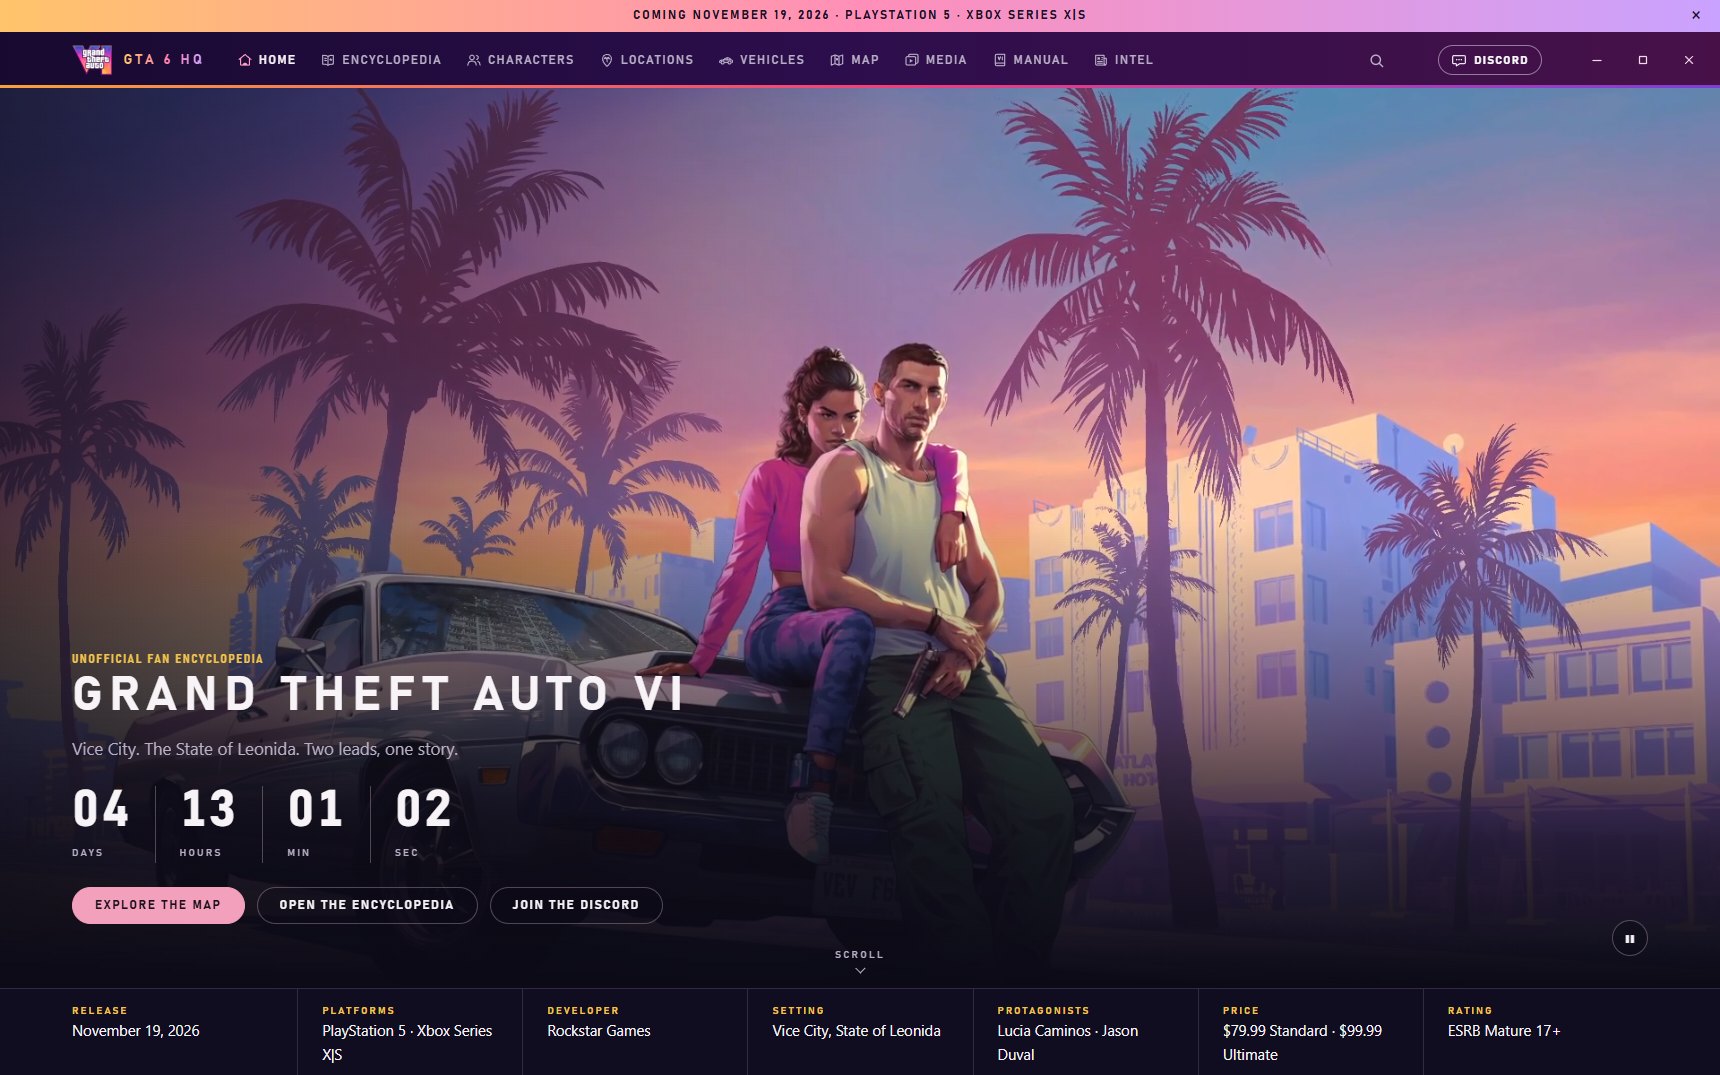 COMING NOVEMBER 19, 2026 · PLAYSTATION 5 · XBOX SERIES X|S
grand theft auto VI
GTA 6 HQ
HOME
ENCYCLOPEDIA
CHARACTERS
LOCATIONS
VEHICLES
MAP
MEDIA
MANUAL
INTEL
DISCORD
UNOFFICIAL FAN ENCYCLOPEDIA
GRAND THEFT AUTO VI
Vice City. The State of Leonida. Two leads, one story.
04 13 01 02
DAYS HOURS MIN SEC
EXPLORE THE MAP
OPEN THE ENCYCLOPEDIA
JOIN THE DISCORD
SCROLL
RELEASE
November 19, 2026
PLATFORMS
PlayStation 5 · Xbox Series
X|S
DEVELOPER
Rockstar Games
SETTING
Vice City, State of Leonida
PROTAGONISTS
Lucia Caminos · Jason
Duval
PRICE
$79.99 Standard · $99.99
Ultimate
RATING
ESRB Mature 17+